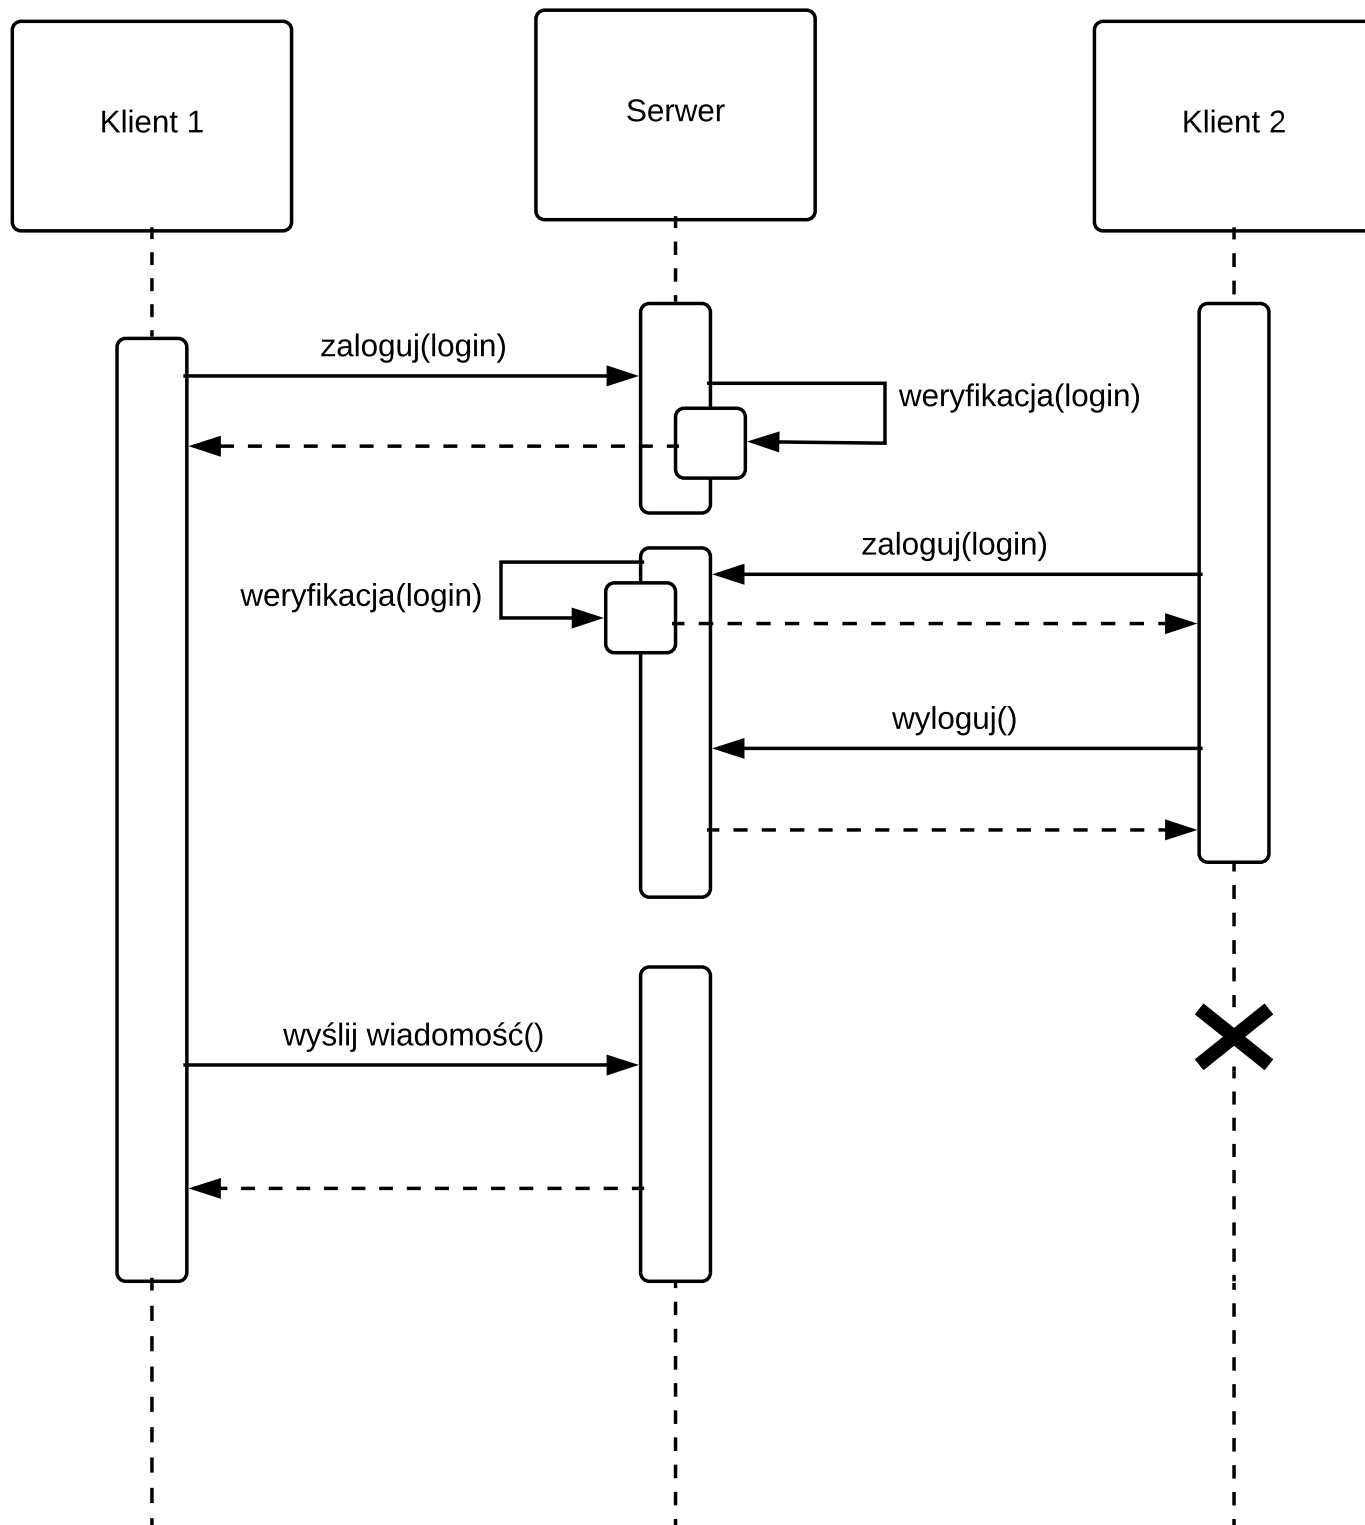 Klient 1
Serwer
Klient 2
zaloguj(login)
weryfikacja(login)
zaloguj(login)
weryfikacja(login)
wyloguj()
wyślij wiadomość()